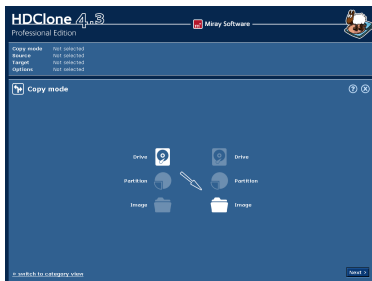 HDClone 4.3
Professional Edition
Miray Software
Copy mode Not selected
Source Not selected
Target Not selected
Options Not selected
Copy mode
Drive Drive
Partition Partition
Image Image
» switch to category view
Next >